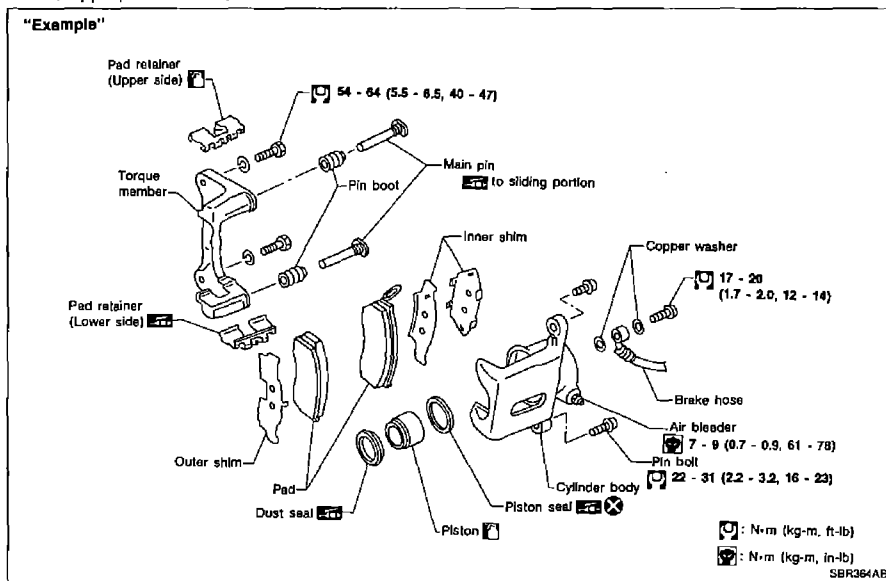 "Example"
Pad retainer
(Upper side)
54 - 64 (5.5 - 6.5, 40 - 47)
Main pin
to sliding portion
Pin boot
Torque
member
Inner shim
Copper washer
17 - 20
(1.7 - 2.0, 12 - 14)
Pad retainer
(Lower side)
Brake hose
Air bleeder
7 - 9 (0.7 - 0.9, 61 - 78)
Pin bolt
22 - 31 (2.2 - 3.2, 16 - 23)
Outer shim
Pad
Cylinder body
Dust seal
Piston seal
Piston
: N·m (kg-m, ft-lb)
: N·m (kg-m, in-lb)
SBR364AB